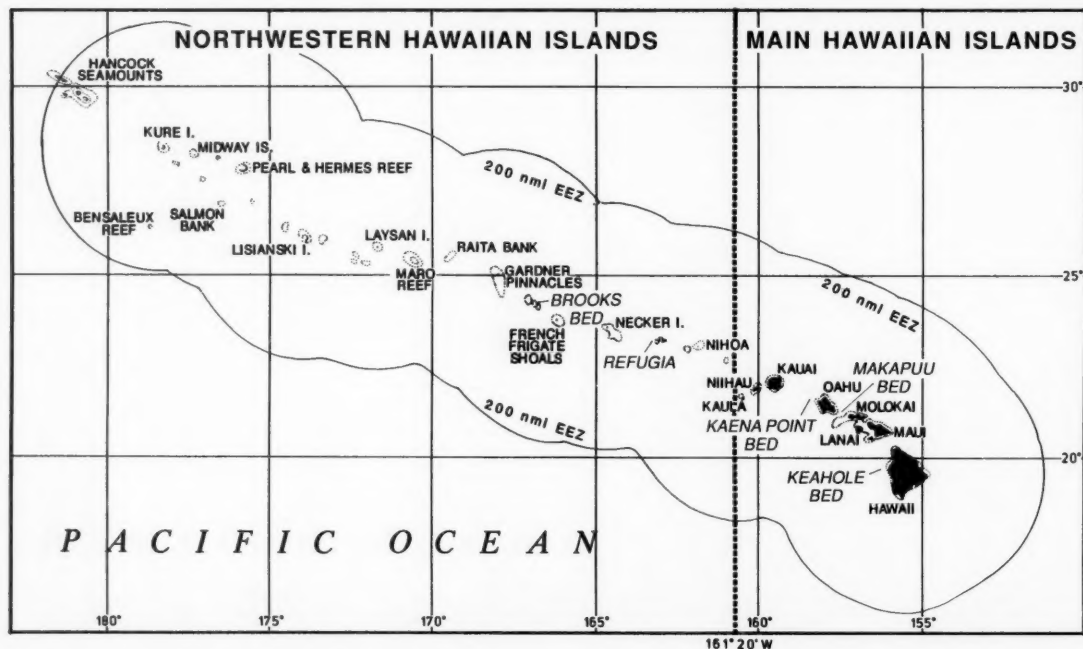 NORTHWESTERN HAWAIIAN ISLANDS
MAIN HAWAIIAN ISLANDS
HANCOCK
SEAMOUNTS
30°
KURE I.
MIDWAY IS.
PEARL & HERMES REEF
200 nmi EEZ
BENSALEUX
REEF
SALMON
BANK
LISIANSKI I.
LAYSAN I.
RAITA BANK
MARO
REEF
GARDNER
PINNACLES
25°
200 nmi EEZ
BROOKS
BED
FRENCH
FRIGATE
SHOALS
NECKER I.
REFUGIA
NIHOA
NIIHAU
KAULA
KAUAI
MAKAPUU
BED
OAHU
MOLOKAI
KAENA POINT
BED
LANAI
MAUI
200 nmi EEZ
20°
KEAHOLE
BED
HAWAII
PACIFIC OCEAN
180°
175°
170°
165°
160°
155°
161°20'W